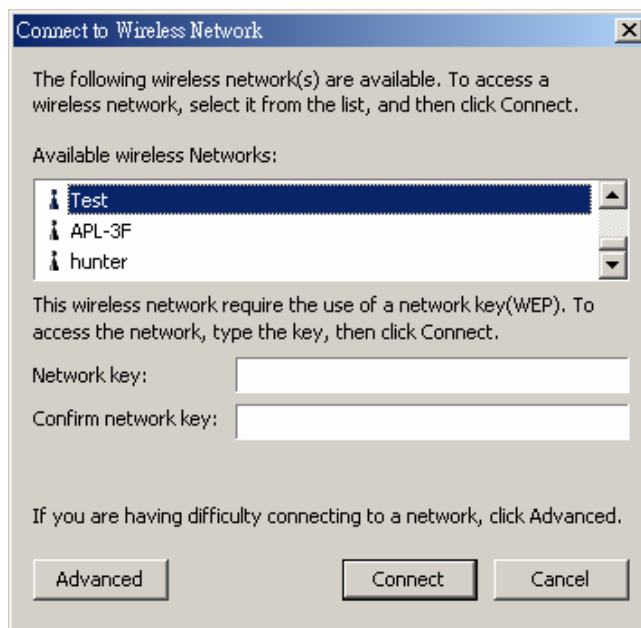 Connect to Wireless Network
The following wireless network(s) are available. To access a
wireless network, select it from the list, and then click Connect.
Available wireless Networks:
Test
APL-3F
hunter
This wireless network require the use of a network key(WEP). To
access the network, type the key, then click Connect.
Network key:
Confirm network key:
If you are having difficulty connecting to a network, click Advanced.
Advanced Connect Cancel